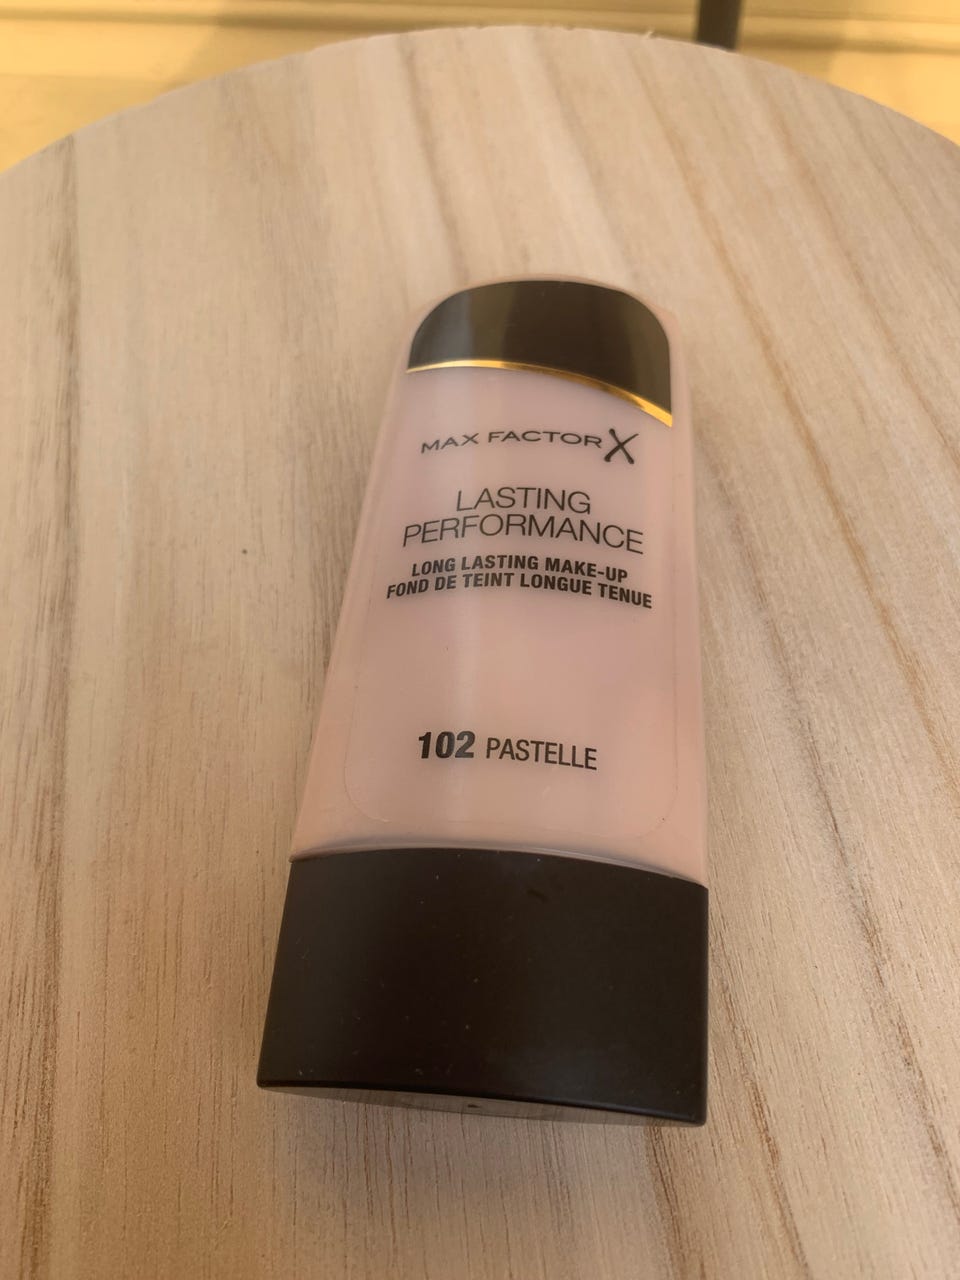 MAX FACTOR X
LASTING
PERFORMANCE
LONG LASTING MAKE-UP
FOND DE TEINT LONGUE TENUE
102 PASTELLE